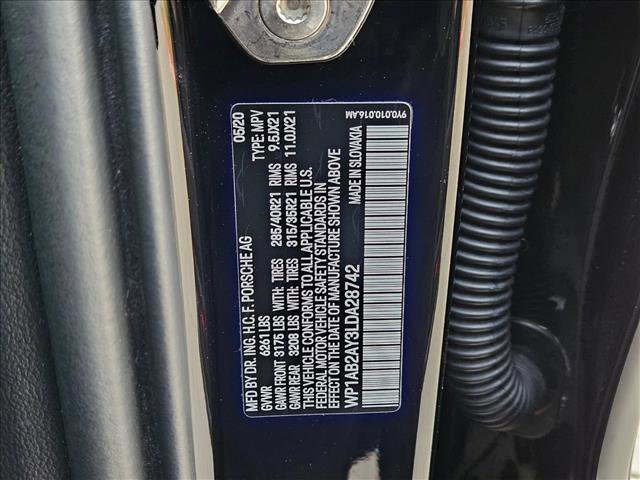 MFD BY DR. ING. H.C. F. PORSCHE AG 05/20
GVWR 6261 LBS TYPE: MPV
GAWR FRONT 3175 LBS WITH: TIRES 285/40R21 RIMS 9.5JX21
GAWR REAR 3208 LBS WITH: TIRES 315/35R21 RIMS 11.0JX21
THIS VEHICLE CONFORMS TO ALL APPLICABLE U.S.
FEDERAL MOTOR VEHICLE SAFETY STANDARDS IN
EFFECT ON THE DATE OF MANUFACTURE SHOWN ABOVE
WP1AB2AY3LDA28742 MADE IN SLOVAKIA
9Y0.010.016.AM